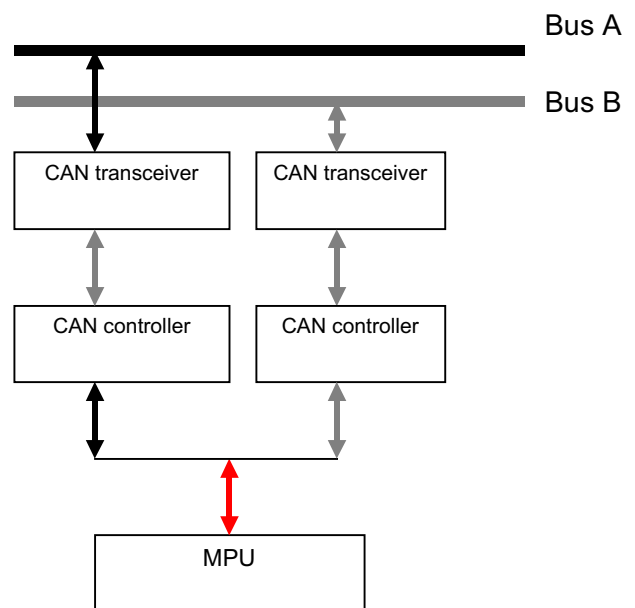 Bus A
Bus B
CAN transceiver
CAN transceiver
CAN controller
CAN controller
MPU